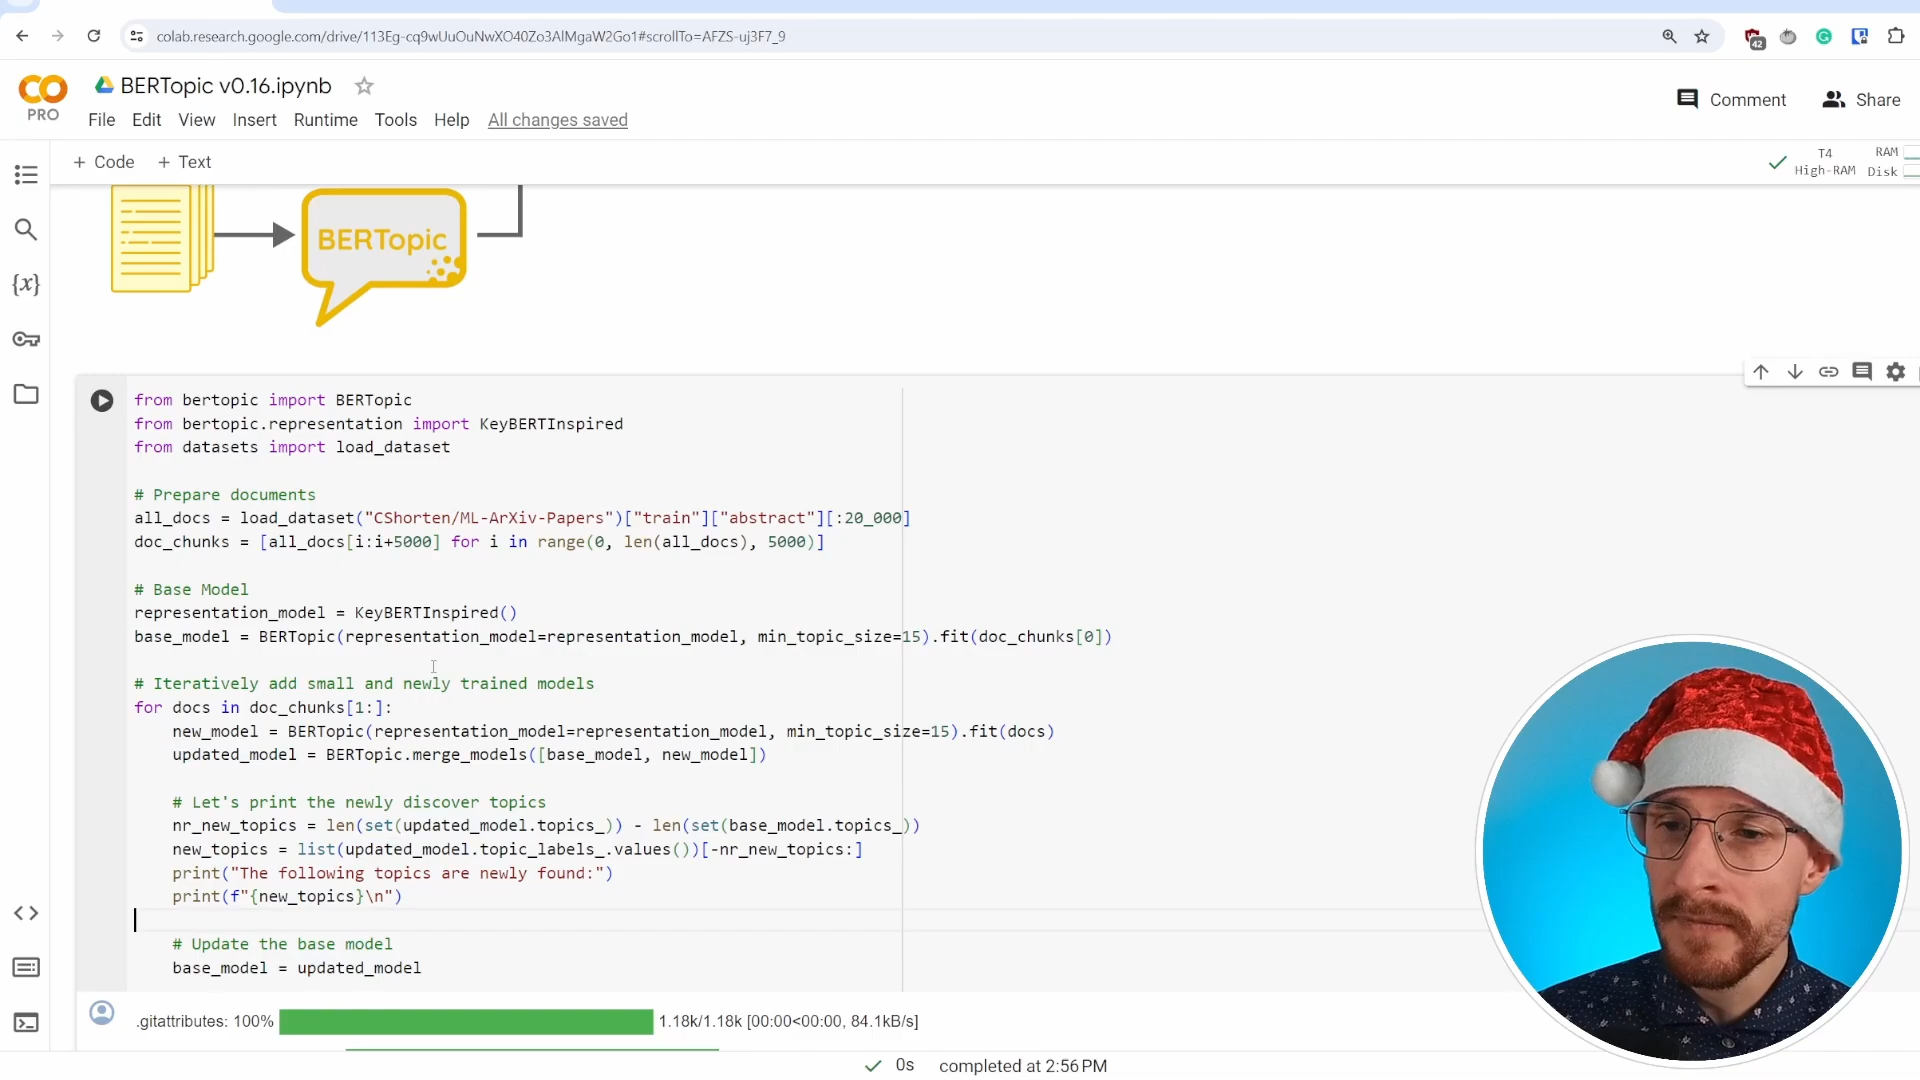 colab.research.google.com/drive/113Eg-cq9wUuOuNwXO40Zo3AlMgaW2Go1#scrollTo=AFZS-uj3F7_9
42
CO
PRO
BERTopic v0.16.ipynb
File Edit View Insert Runtime Tools Help All changes saved
Comment Share
+ Code + Text
T4
High-RAM
RAM
Disk
{x}
BERTopic
from bertopic import BERTopic
from bertopic.representation import KeyBERTInspired
from datasets import load_dataset
# Prepare documents
all_docs = load_dataset("CShorten/ML-ArXiv-Papers")["train"]["abstract"][:20_000]
doc_chunks = [all_docs[i:i+5000] for i in range(0, len(all_docs), 5000)]
# Base Model
representation_model = KeyBERTInspired()
base_model = BERTopic(representation_model=representation_model, min_topic_size=15).fit(doc_chunks[0])
# Iteratively add small and newly trained models
for docs in doc_chunks[1:]:
new_model = BERTopic(representation_model=representation_model, min_topic_size=15).fit(docs)
updated_model = BERTopic.merge_models([base_model, new_model])
# Let's print the newly discover topics
nr_new_topics = len(set(updated_model.topics_)) - len(set(base_model.topics_))
new_topics = list(updated_model.topic_labels_.values())[-nr_new_topics:]
print("The following topics are newly found:")
print(f"{new_topics}\n")
# Update the base model
base_model = updated_model
.gitattributes: 100% 1.18k/1.18k [00:00<00:00, 84.1kB/s]
0s completed at 2:56 PM